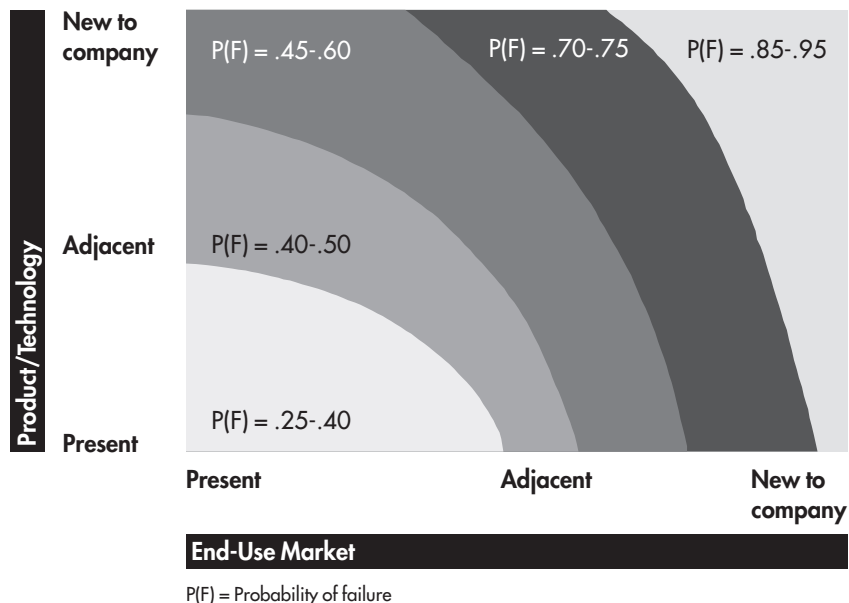 New to
company
P(F) = .45-.60
P(F) = .70-.75
P(F) = .85-.95
Product/Technology
Adjacent
P(F) = .40-.50
P(F) = .25-.40
Present
Present
Adjacent
New to
company
End-Use Market
P(F) = Probability of failure